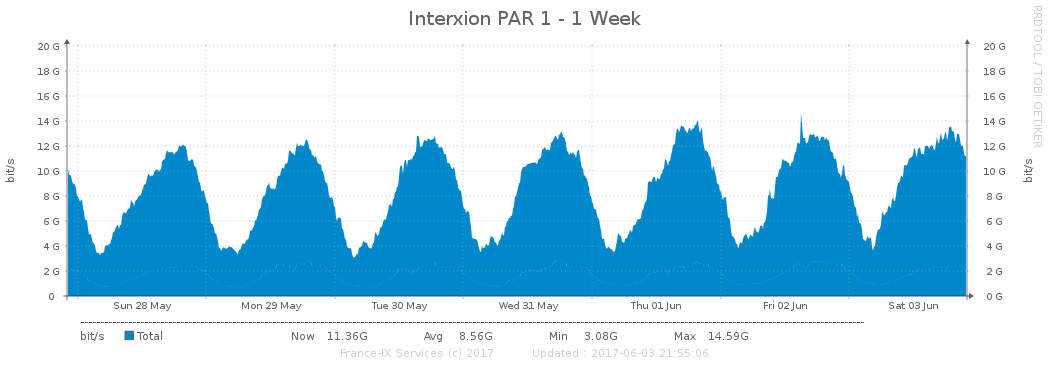 Interxion PAR 1 - 1 Week
RRDTOOL / TOBI OETIKER
20 G 20 G
18 G 18 G
16 G 16 G
14 G 14 G
12 G 12 G
10 G 10 G
8 G 8 G
6 G 6 G
4 G 4 G
2 G 2 G
0 0 G
bit/s
bit/s
Sun 28 May Mon 29 May Tue 30 May Wed 31 May Thu 01 Jun Fri 02 Jun Sat 03 Jun
bit/s Total Now 11.36G Avg 8.56G Min 3.08G Max 14.59G
France-IX Services (c) 2017 Updated : 2017-06-03 21:55:06